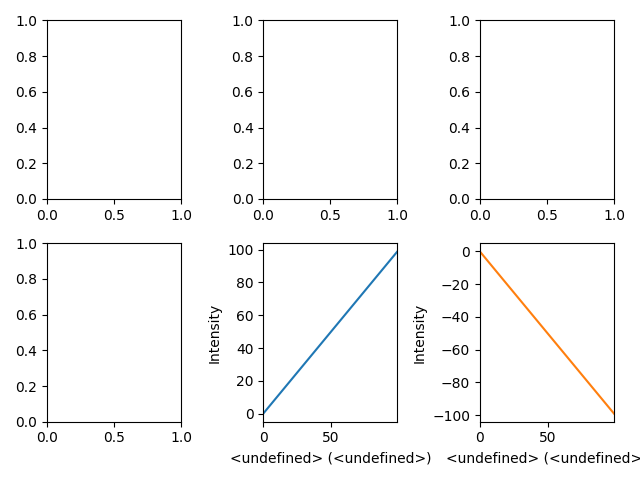 1.0 1.0 1.0
0.8 0.8 0.8
0.6 0.6 0.6
0.4 0.4 0.4
0.2 0.2 0.2
0.0 0.0 0.0
0.0 0.5 1.0 0.0 0.5 1.0 0.0 0.5 1.0
1.0
0.8
0.6
0.4
0.2
0.0
0.0 0.5 1.0
Intensity
100
80
60
40
20
0
0 50
<undefined> (<undefined>)
Intensity
0
−20
−40
−60
−80
−100
0 50
<undefined> (<undefined>